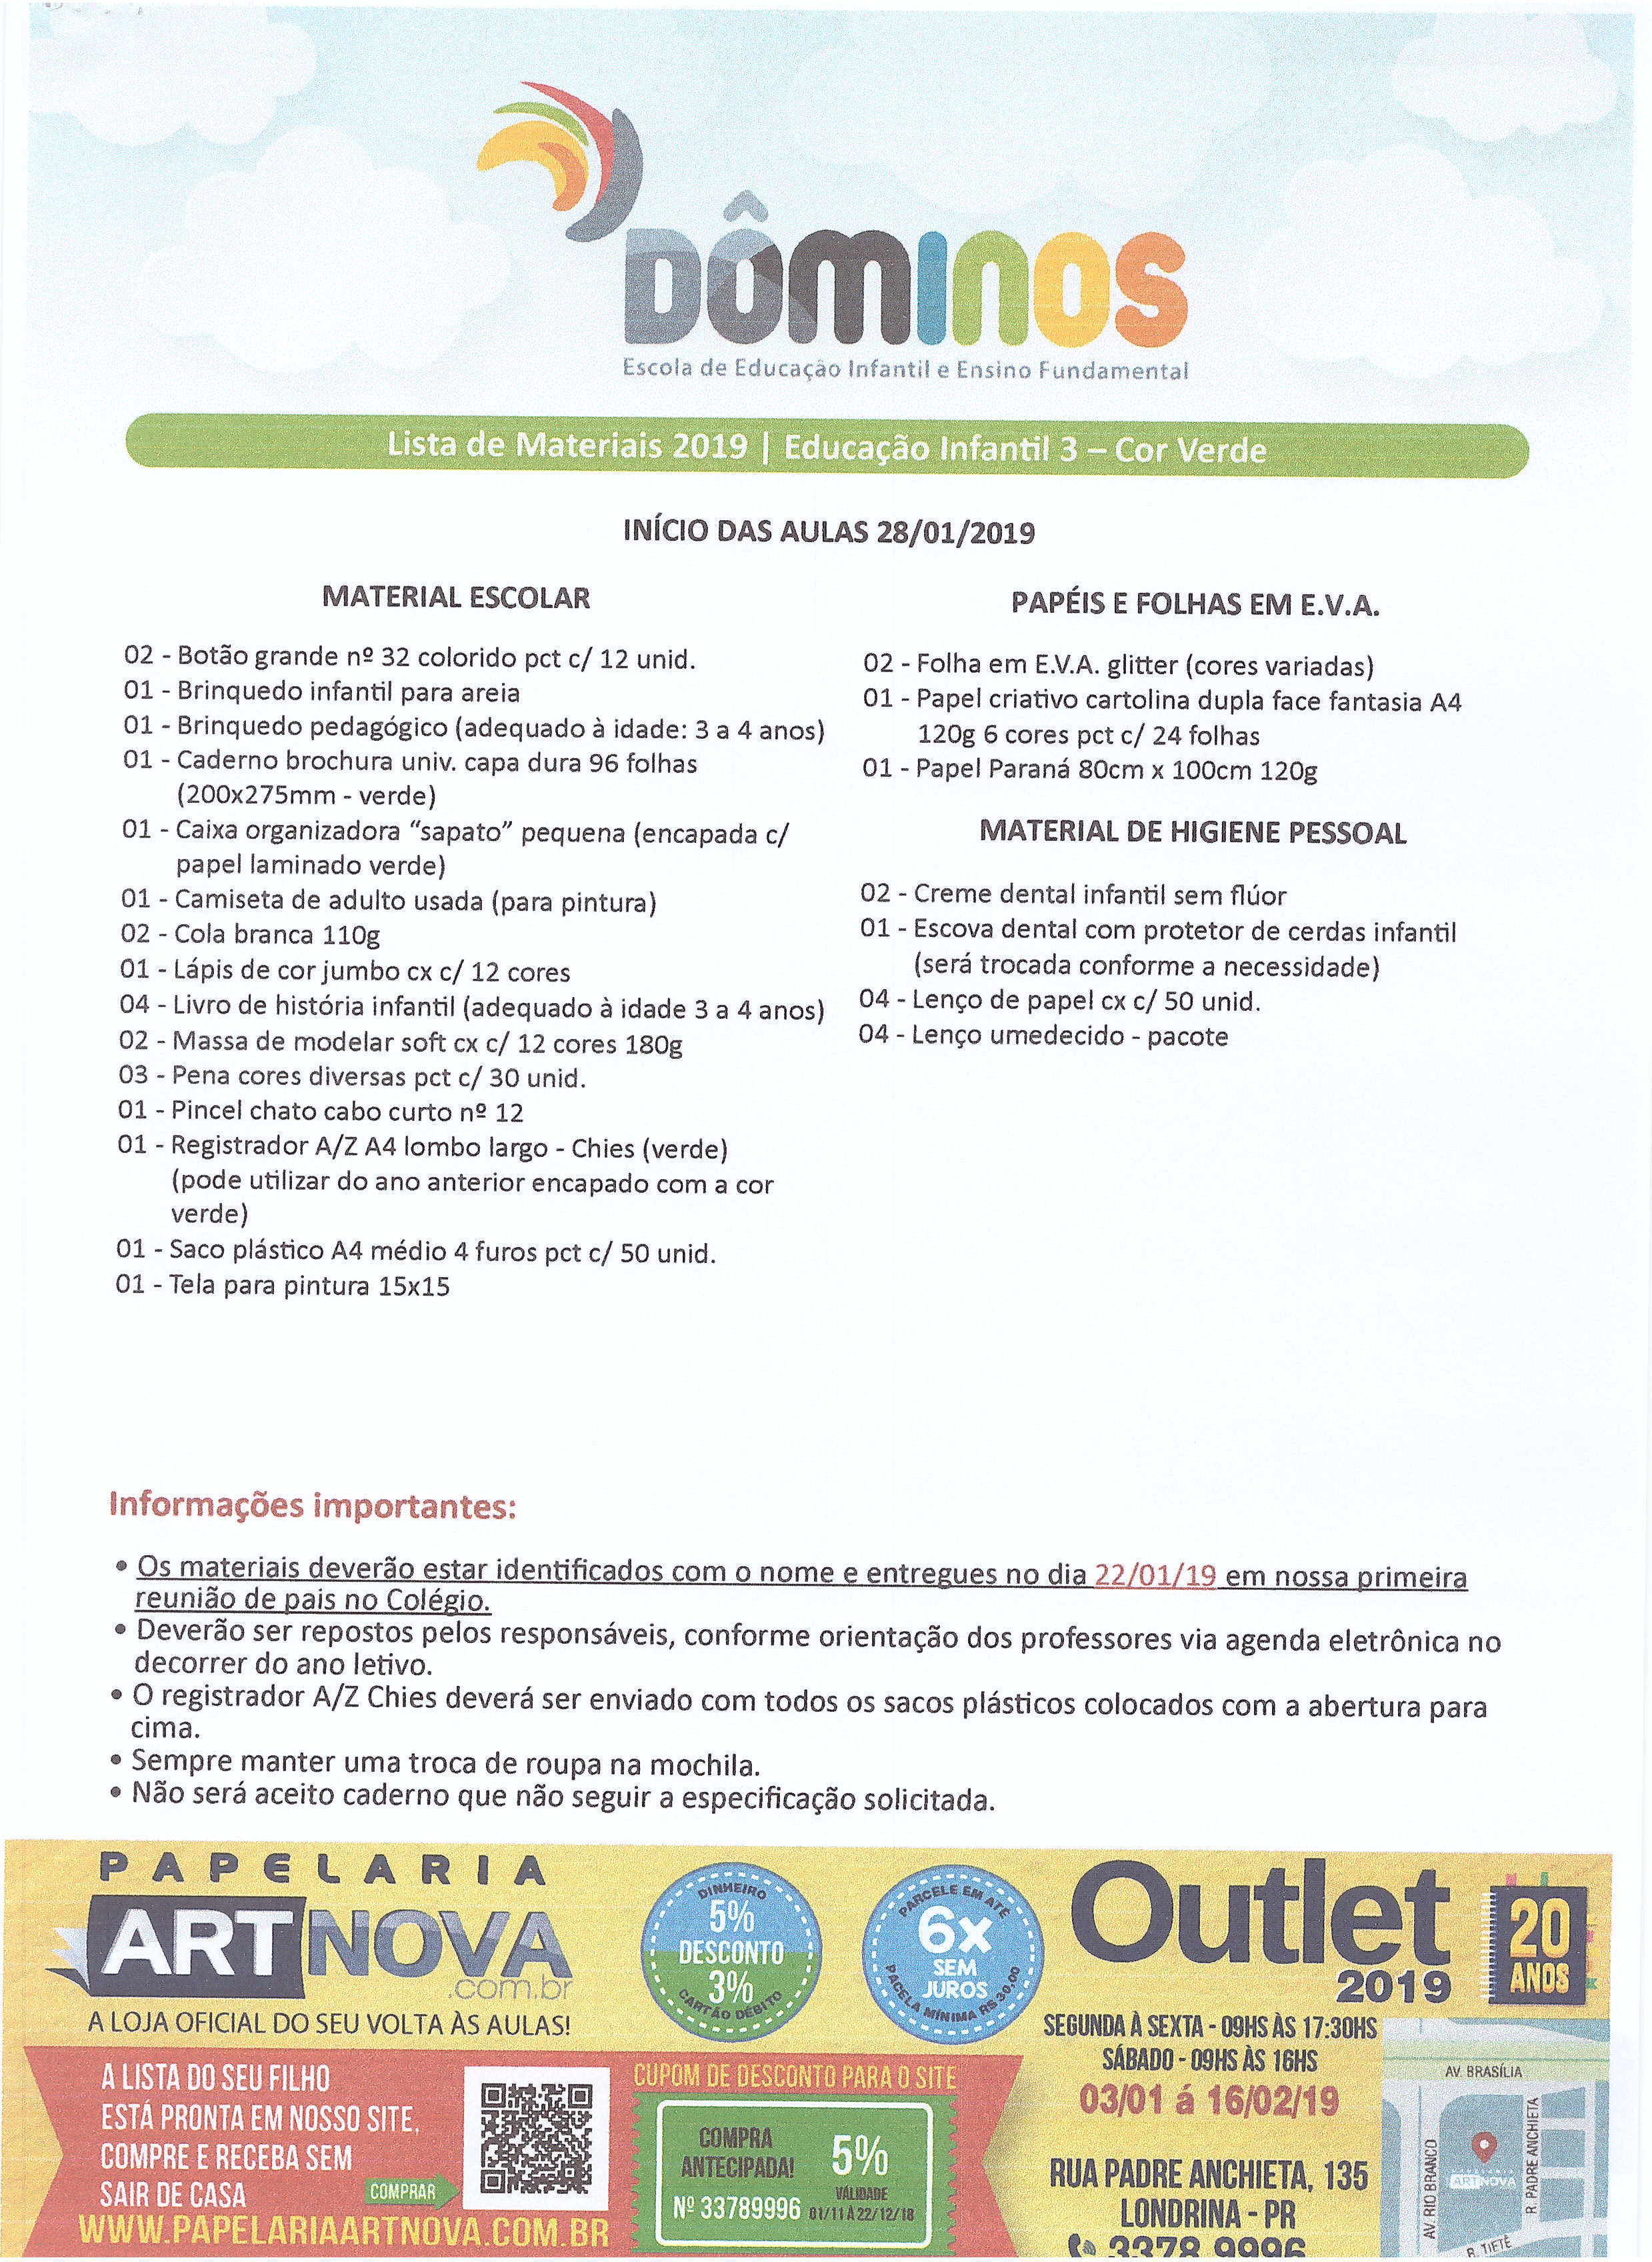 DÔMINOS
Escola de Educação Infantil e Ensino Fundamental
Lista de Materiais 2019 | Educação Infantil 3 – Cor Verde
INÍCIO DAS AULAS 28/01/2019
MATERIAL ESCOLAR
02 - Botão grande nº 32 colorido pct c/ 12 unid.
01 - Brinquedo infantil para areia
01 - Brinquedo pedagógico (adequado à idade: 3 a 4 anos)
01 - Caderno brochura univ. capa dura 96 folhas
(200x275mm - verde)
01 - Caixa organizadora “sapato” pequena (encapada c/
papel laminado verde)
01 - Camiseta de adulto usada (para pintura)
02 - Cola branca 110g
01 - Lápis de cor jumbo cx c/ 12 cores
04 - Livro de história infantil (adequado à idade 3 a 4 anos)
02 - Massa de modelar soft cx c/ 12 cores 180g
03 - Pena cores diversas pct c/ 30 unid.
01 - Pincel chato cabo curto nº 12
01 - Registrador A/Z A4 lombo largo - Chies (verde)
(pode utilizar do ano anterior encapado com a cor
verde)
01 - Saco plástico A4 médio 4 furos pct c/ 50 unid.
01 - Tela para pintura 15x15
PAPÉIS E FOLHAS EM E.V.A.
02 - Folha em E.V.A. glitter (cores variadas)
01 - Papel criativo cartolina dupla face fantasia A4
120g 6 cores pct c/ 24 folhas
01 - Papel Paraná 80cm x 100cm 120g
MATERIAL DE HIGIENE PESSOAL
02 - Creme dental infantil sem flúor
01 - Escova dental com protetor de cerdas infantil
(será trocada conforme a necessidade)
04 - Lenço de papel cx c/ 50 unid.
04 - Lenço umedecido - pacote
Informações importantes:
• Os materiais deverão estar identificados com o nome e entregues no dia 22/01/19 em nossa primeira
reunião de pais no Colégio.
• Deverão ser repostos pelos responsáveis, conforme orientação dos professores via agenda eletrônica no
decorrer do ano letivo.
• O registrador A/Z Chies deverá ser enviado com todos os sacos plásticos colocados com a abertura para
cima.
• Sempre manter uma troca de roupa na mochila.
• Não será aceito caderno que não seguir a especificação solicitada.
PAPELARIA
ARTNOVA
.com.br
A LOJA OFICIAL DO SEU VOLTA ÀS AULAS!
DINHEIRO
5%
DESCONTO
3%
CARTÃO DÉBITO
PARCELE EM ATÉ
6x
SEM
JUROS
PACELA MÍNIMA R$ 30,00
Outlet
2019
20
ANOS
SEGUNDA À SEXTA - 09HS ÀS 17:30HS
SÁBADO - 09HS ÀS 16HS
03/01 á 16/02/19
RUA PADRE ANCHIETA, 135
LONDRINA - PR
3378 9996
A LISTA DO SEU FILHO
ESTÁ PRONTA EM NOSSO SITE,
COMPRE E RECEBA SEM
SAIR DE CASA
COMPRAR
WWW.PAPELARIAARTNOVA.COM.BR
CUPOM DE DESCONTO PARA O SITE
COMPRA
ANTECIPADA!
5%
Nº 33789996
VALIDADE
01/11 À 22/12/18
AV. BRASÍLIA
AV. RIO BRANCO
R. PADRE ANCHIETA
PAPELARIA
ARTNOVA
R. TIETÊ